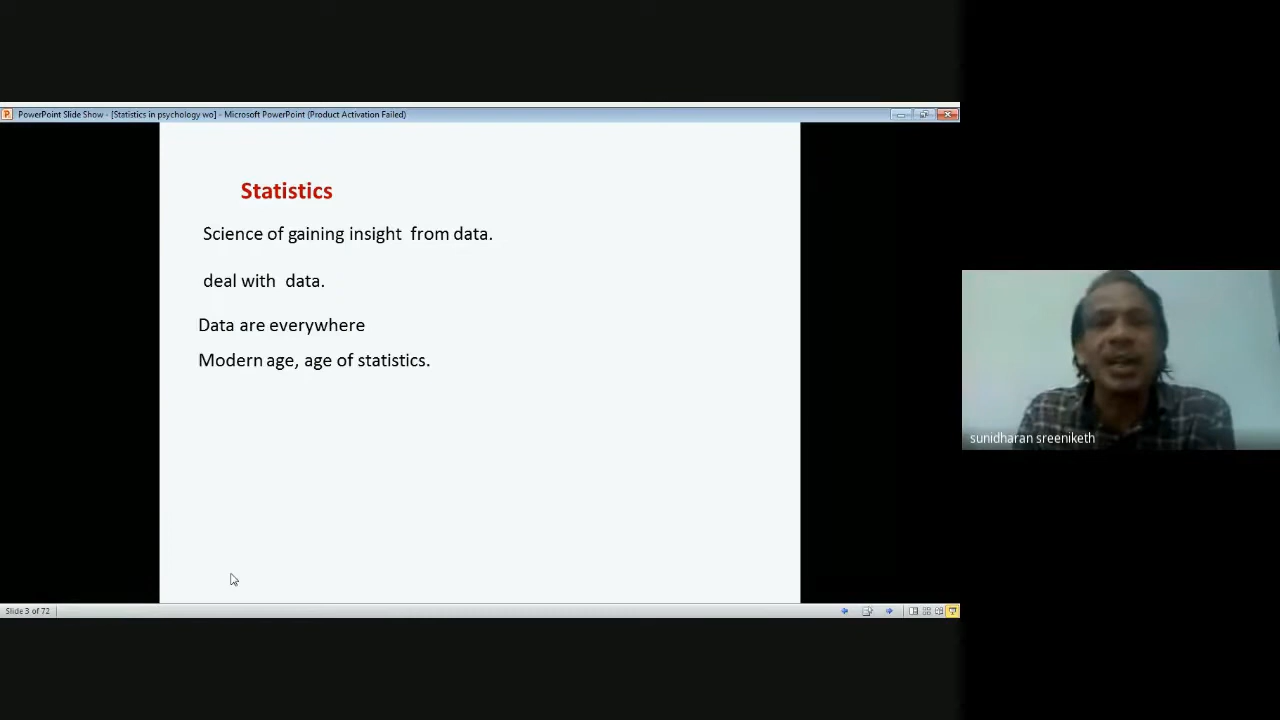 PowerPoint Slide Show - [Statistics in psychology wo] - Microsoft PowerPoint (Product Activation Failed)
Statistics
Science of gaining insight from data.
deal with data.
Data are everywhere
Modern age, age of statistics.
sunidharan sreeniketh
Slide 3 of 72